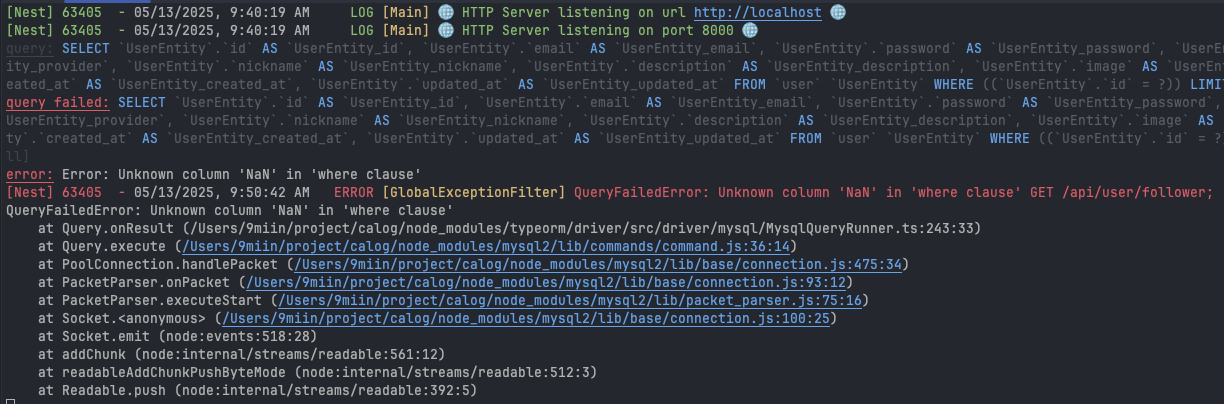 [Nest] 63405  - 05/13/2025, 9:40:19 AM     LOG [Main] 🌐 HTTP Server listening on url http://localhost 🌐
[Nest] 63405  - 05/13/2025, 9:40:19 AM     LOG [Main] 🌐 HTTP Server listening on port 8000 🌐
query: SELECT `UserEntity`.`id` AS `UserEntity_id`, `UserEntity`.`email` AS `UserEntity_email`, `UserEntity`.`password` AS `UserEntity_password`, `UserEn
ity_provider`, `UserEntity`.`nickname` AS `UserEntity_nickname`, `UserEntity`.`description` AS `UserEntity_description`, `UserEntity`.`image` AS `UserE
eated_at` AS `UserEntity_created_at`, `UserEntity`.`updated_at` AS `UserEntity_updated_at` FROM `user` `UserEntity` WHERE ((`UserEntity`.`id` = ?)) LIMIT
query failed: SELECT `UserEntity`.`id` AS `UserEntity_id`, `UserEntity`.`email` AS `UserEntity_email`, `UserEntity`.`password` AS `UserEntity_password`,
UserEntity_provider`, `UserEntity`.`nickname` AS `UserEntity_nickname`, `UserEntity`.`description` AS `UserEntity_description`, `UserEntity`.`image` AS
ty`.`created_at` AS `UserEntity_created_at`, `UserEntity`.`updated_at` AS `UserEntity_updated_at` FROM `user` `UserEntity` WHERE ((`UserEntity`.`id` = ?
ll]
error: Error: Unknown column 'NaN' in 'where clause'
[Nest] 63405  - 05/13/2025, 9:50:42 AM   ERROR [GlobalExceptionFilter] QueryFailedError: Unknown column 'NaN' in 'where clause' GET /api/user/follower;
QueryFailedError: Unknown column 'NaN' in 'where clause'
    at Query.onResult (/Users/9miin/project/calog/node_modules/typeorm/driver/src/driver/mysql/MysqlQueryRunner.ts:243:33)
    at Query.execute (/Users/9miin/project/calog/node_modules/mysql2/lib/commands/command.js:36:14)
    at PoolConnection.handlePacket (/Users/9miin/project/calog/node_modules/mysql2/lib/base/connection.js:475:34)
    at PacketParser.onPacket (/Users/9miin/project/calog/node_modules/mysql2/lib/base/connection.js:93:12)
    at PacketParser.executeStart (/Users/9miin/project/calog/node_modules/mysql2/lib/packet_parser.js:75:16)
    at Socket.<anonymous> (/Users/9miin/project/calog/node_modules/mysql2/lib/base/connection.js:100:25)
    at Socket.emit (node:events:518:28)
    at addChunk (node:internal/streams/readable:561:12)
    at readableAddChunkPushByteMode (node:internal/streams/readable:512:3)
    at Readable.push (node:internal/streams/readable:392:5)